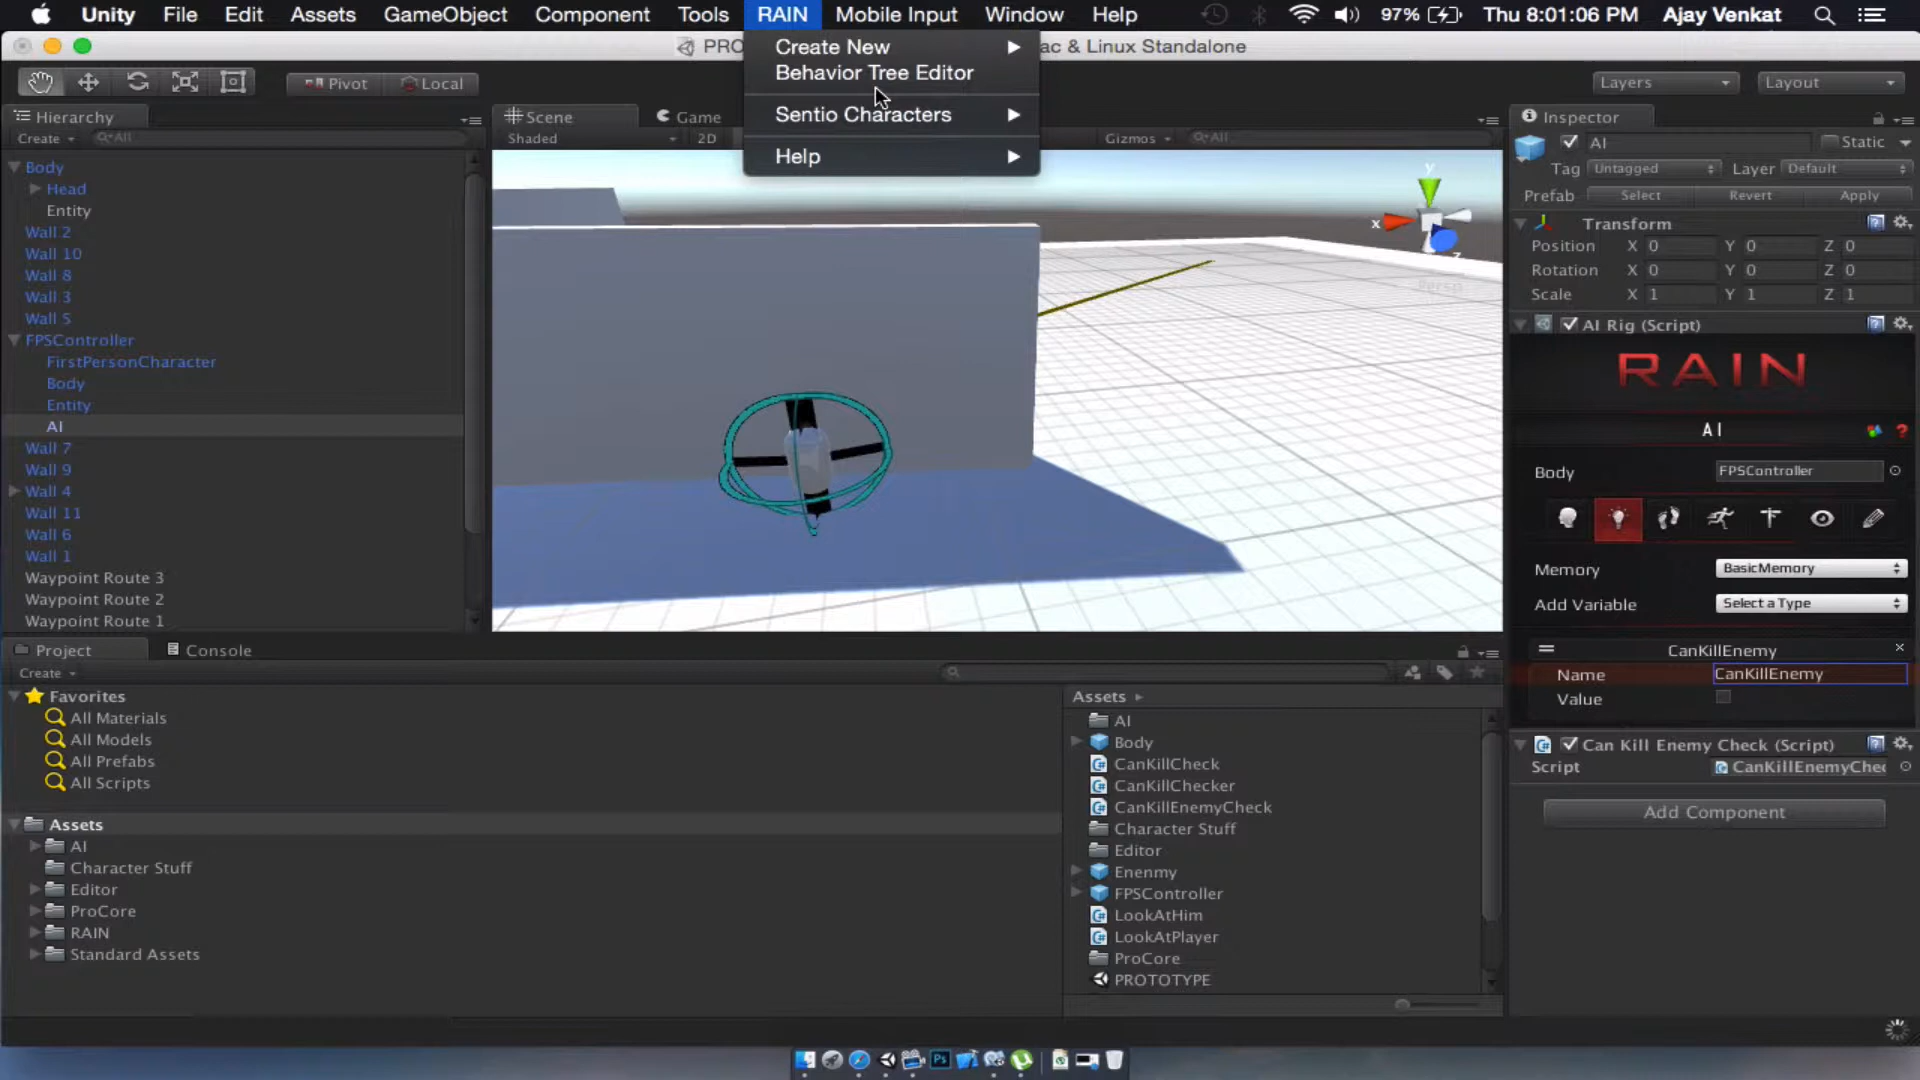 Unity File Edit Assets GameObject Component Tools RAIN Mobile Input Window Help 97% Thu 8:01:06 PM Ajay Venkat
PRO ac & Linux Standalone
Create New
Behavior Tree Editor
Sentio Characters
Help
Pivot Local
Layers Layout
Hierarchy
Create All
Body
Head
Entity
Wall 2
Wall 10
Wall 8
Wall 3
Wall 5
FPSController
FirstPersonCharacter
Body
Entity
AI
Wall 7
Wall 9
Wall 4
Wall 11
Wall 6
Wall 1
Waypoint Route 3
Waypoint Route 2
Waypoint Route 1
Scene Game
Shaded 2D Gizmos All
y
x
z
Persp
Inspector
AI Static
Tag Untagged Layer Default
Prefab Select Revert Apply
Transform
Position X 0 Y 0 Z 0
Rotation X 0 Y 0 Z 0
Scale X 1 Y 1 Z 1
AI Rig (Script)
RAIN
AI
Body FPSController
Memory BasicMemory
Add Variable Select a Type
CanKillEnemy
Name CanKillEnemy
Value
Can Kill Enemy Check (Script)
Script CanKillEnemyChec
Add Component
Project Console
Create
Favorites
All Materials
All Models
All Prefabs
All Scripts
Assets
AI
Character Stuff
Editor
ProCore
RAIN
Standard Assets
Assets
AI
Body
CanKillCheck
CanKillChecker
CanKillEnemyCheck
Character Stuff
Editor
Enenmy
FPSController
LookAtHim
LookAtPlayer
ProCore
PROTOTYPE
Ps